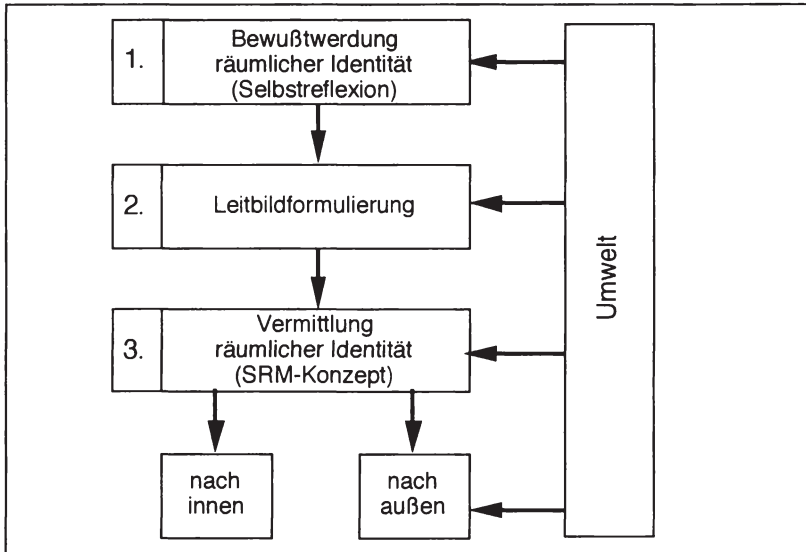 1.
Bewußtwerdung
räumlicher Identität
(Selbstreflexion)
2.
Leitbildformulierung
3.
Vermittlung
räumlicher Identität
(SRM-Konzept)
nach
innen
nach
außen
Umwelt